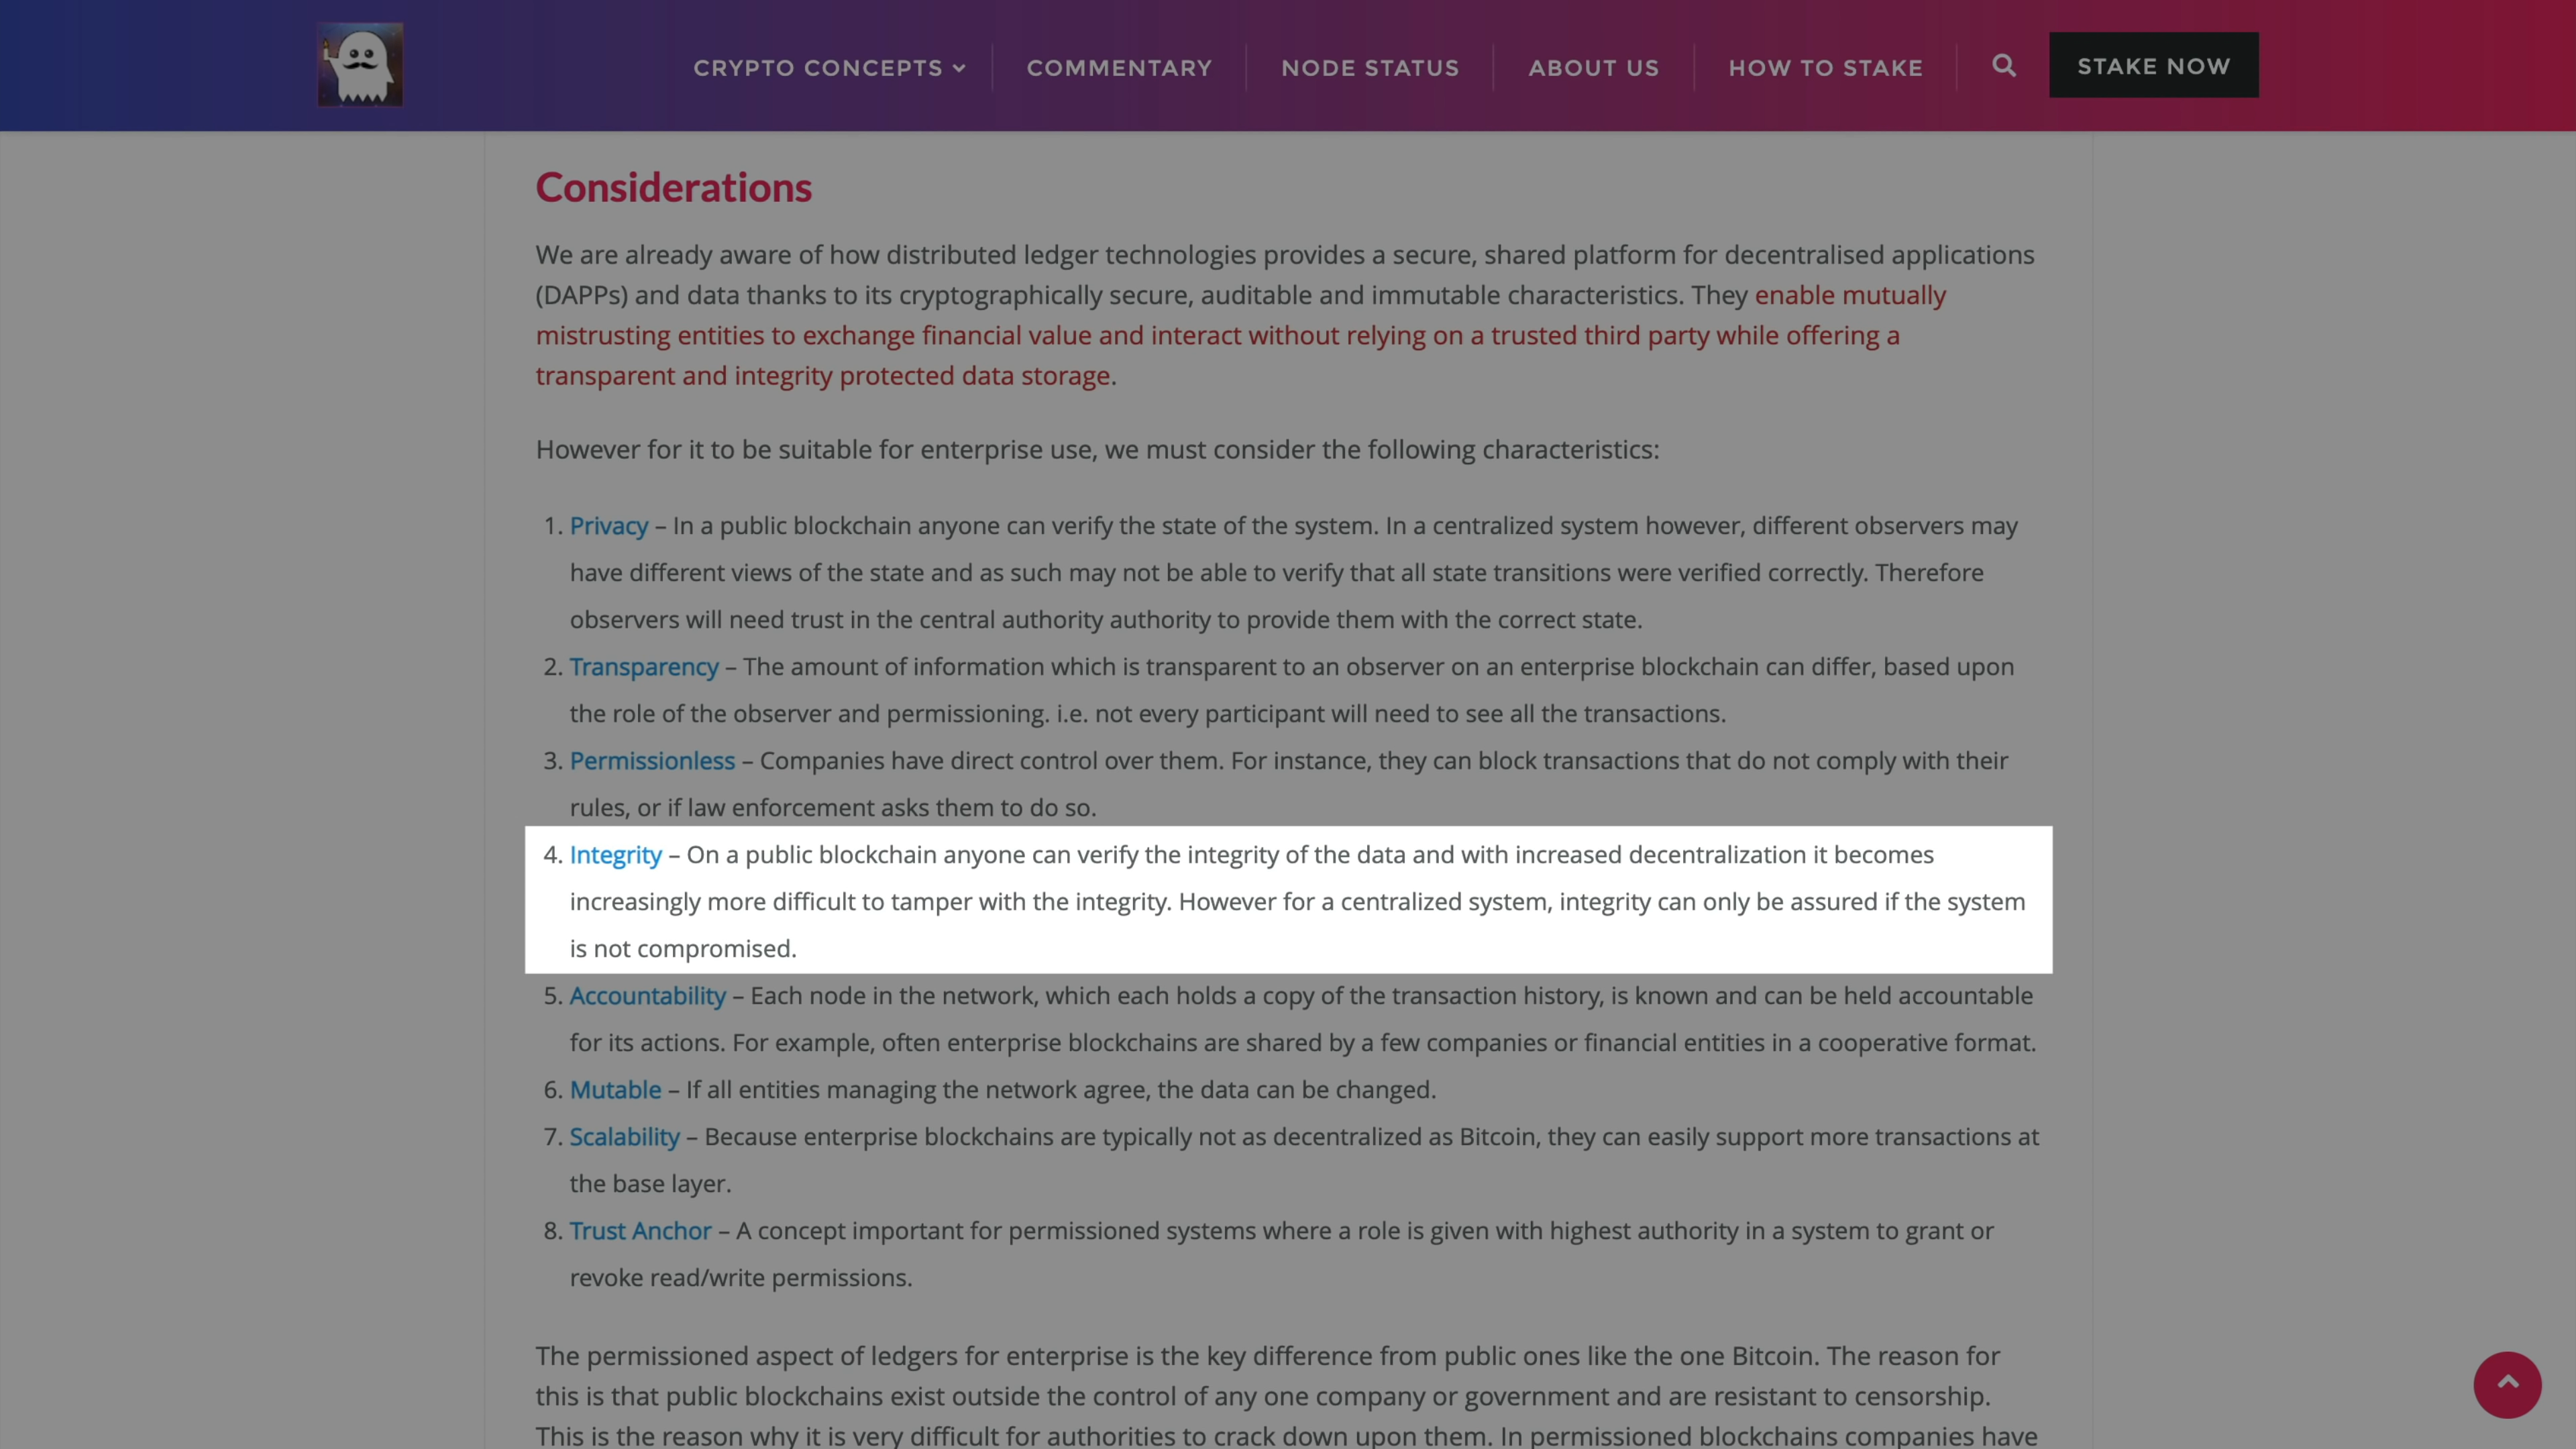 CRYPTO CONCEPTS
COMMENTARY
NODE STATUS
ABOUT US
HOW TO STAKE
STAKE NOW
Considerations
We are already aware of how distributed ledger technologies provides a secure, shared platform for decentralised applications
(DAPPs) and data thanks to its cryptographically secure, auditable and immutable characteristics. They enable mutually
mistrusting entities to exchange financial value and interact without relying on a trusted third party while offering a
transparent and integrity protected data storage.
However for it to be suitable for enterprise use, we must consider the following characteristics:
1. Privacy – In a public blockchain anyone can verify the state of the system. In a centralized system however, different observers may
have different views of the state and as such may not be able to verify that all state transitions were verified correctly. Therefore
observers will need trust in the central authority authority to provide them with the correct state.
2. Transparency – The amount of information which is transparent to an observer on an enterprise blockchain can differ, based upon
the role of the observer and permissioning. i.e. not every participant will need to see all the transactions.
3. Permissionless – Companies have direct control over them. For instance, they can block transactions that do not comply with their
rules, or if law enforcement asks them to do so.
4. Integrity – On a public blockchain anyone can verify the integrity of the data and with increased decentralization it becomes
increasingly more difficult to tamper with the integrity. However for a centralized system, integrity can only be assured if the system
is not compromised.
5. Accountability – Each node in the network, which each holds a copy of the transaction history, is known and can be held accountable
for its actions. For example, often enterprise blockchains are shared by a few companies or financial entities in a cooperative format.
6. Mutable – If all entities managing the network agree, the data can be changed.
7. Scalability – Because enterprise blockchains are typically not as decentralized as Bitcoin, they can easily support more transactions at
the base layer.
8. Trust Anchor – A concept important for permissioned systems where a role is given with highest authority in a system to grant or
revoke read/write permissions.
The permissioned aspect of ledgers for enterprise is the key difference from public ones like the one Bitcoin. The reason for
this is that public blockchains exist outside the control of any one company or government and are resistant to censorship.
This is the reason why it is very difficult for authorities to crack down upon them. In permissioned blockchains companies have